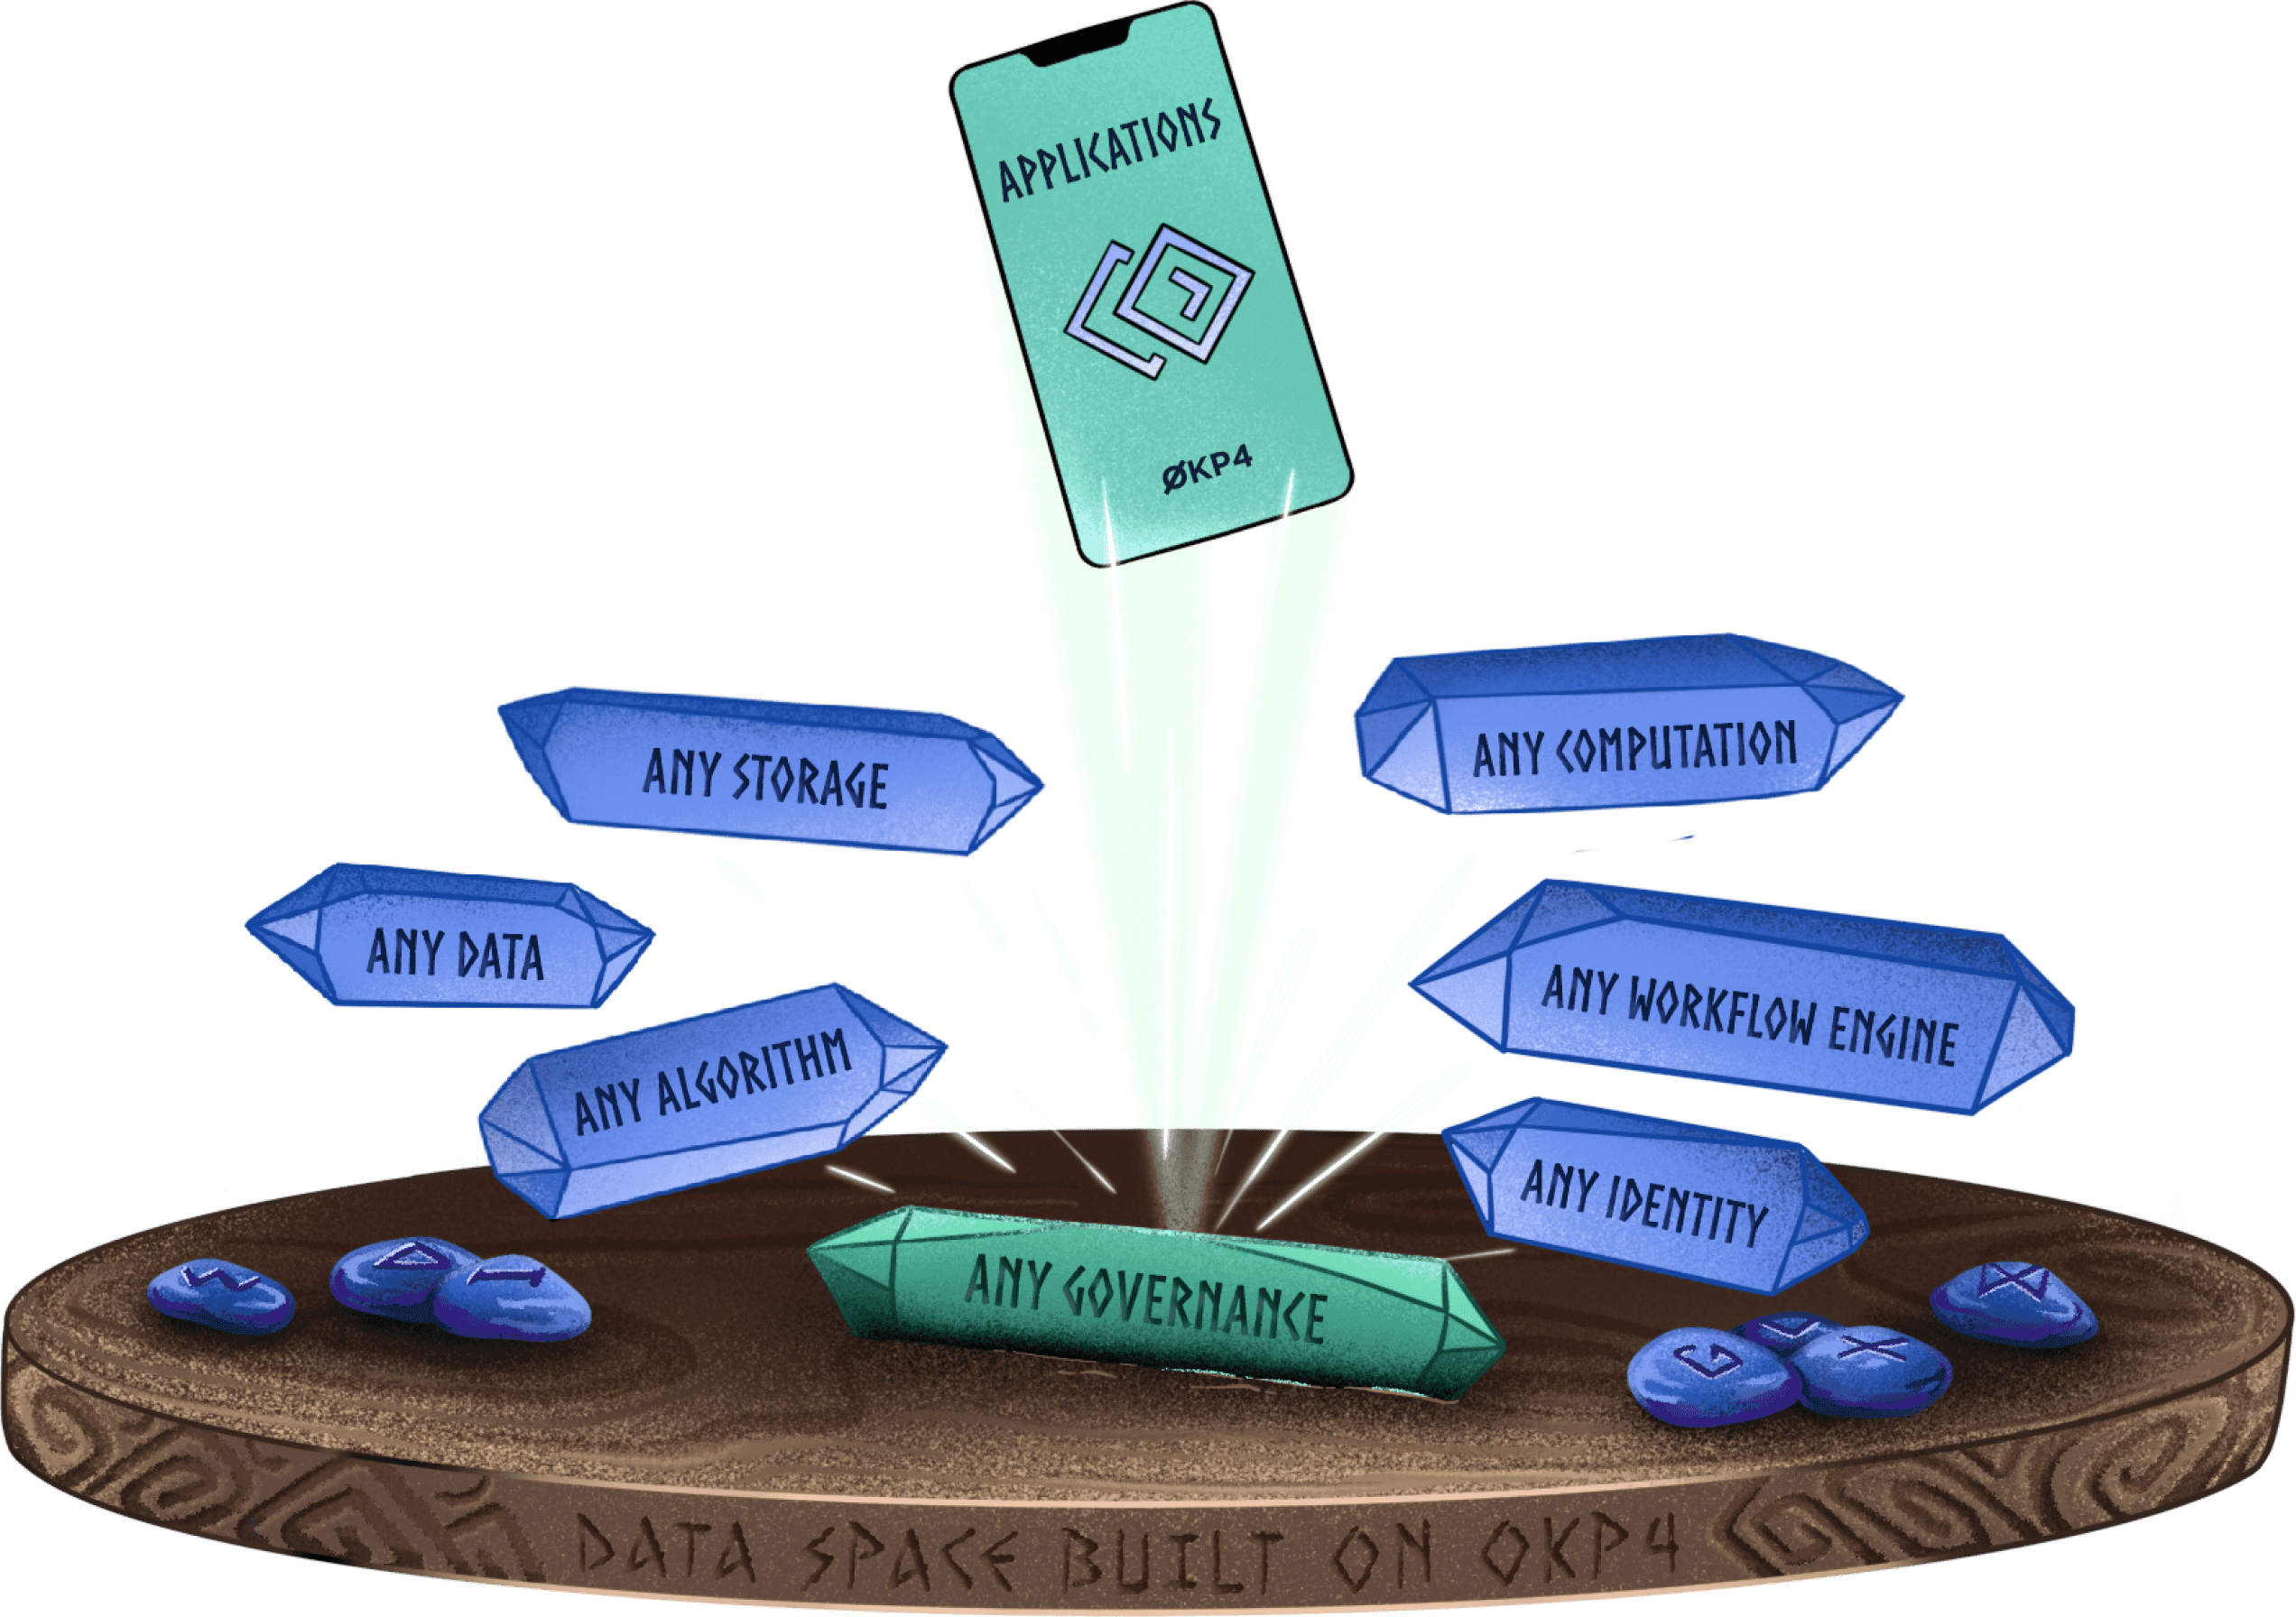 APPLICATIONS
ØKP4
ANY STORAGE
ANY COMPUTATION
ANY DATA
ANY WORKFLOW ENGINE
ANY ALGORITHM
ANY IDENTITY
ANY GOVERNANCE
DATA SPACE BUILT ON OKP4